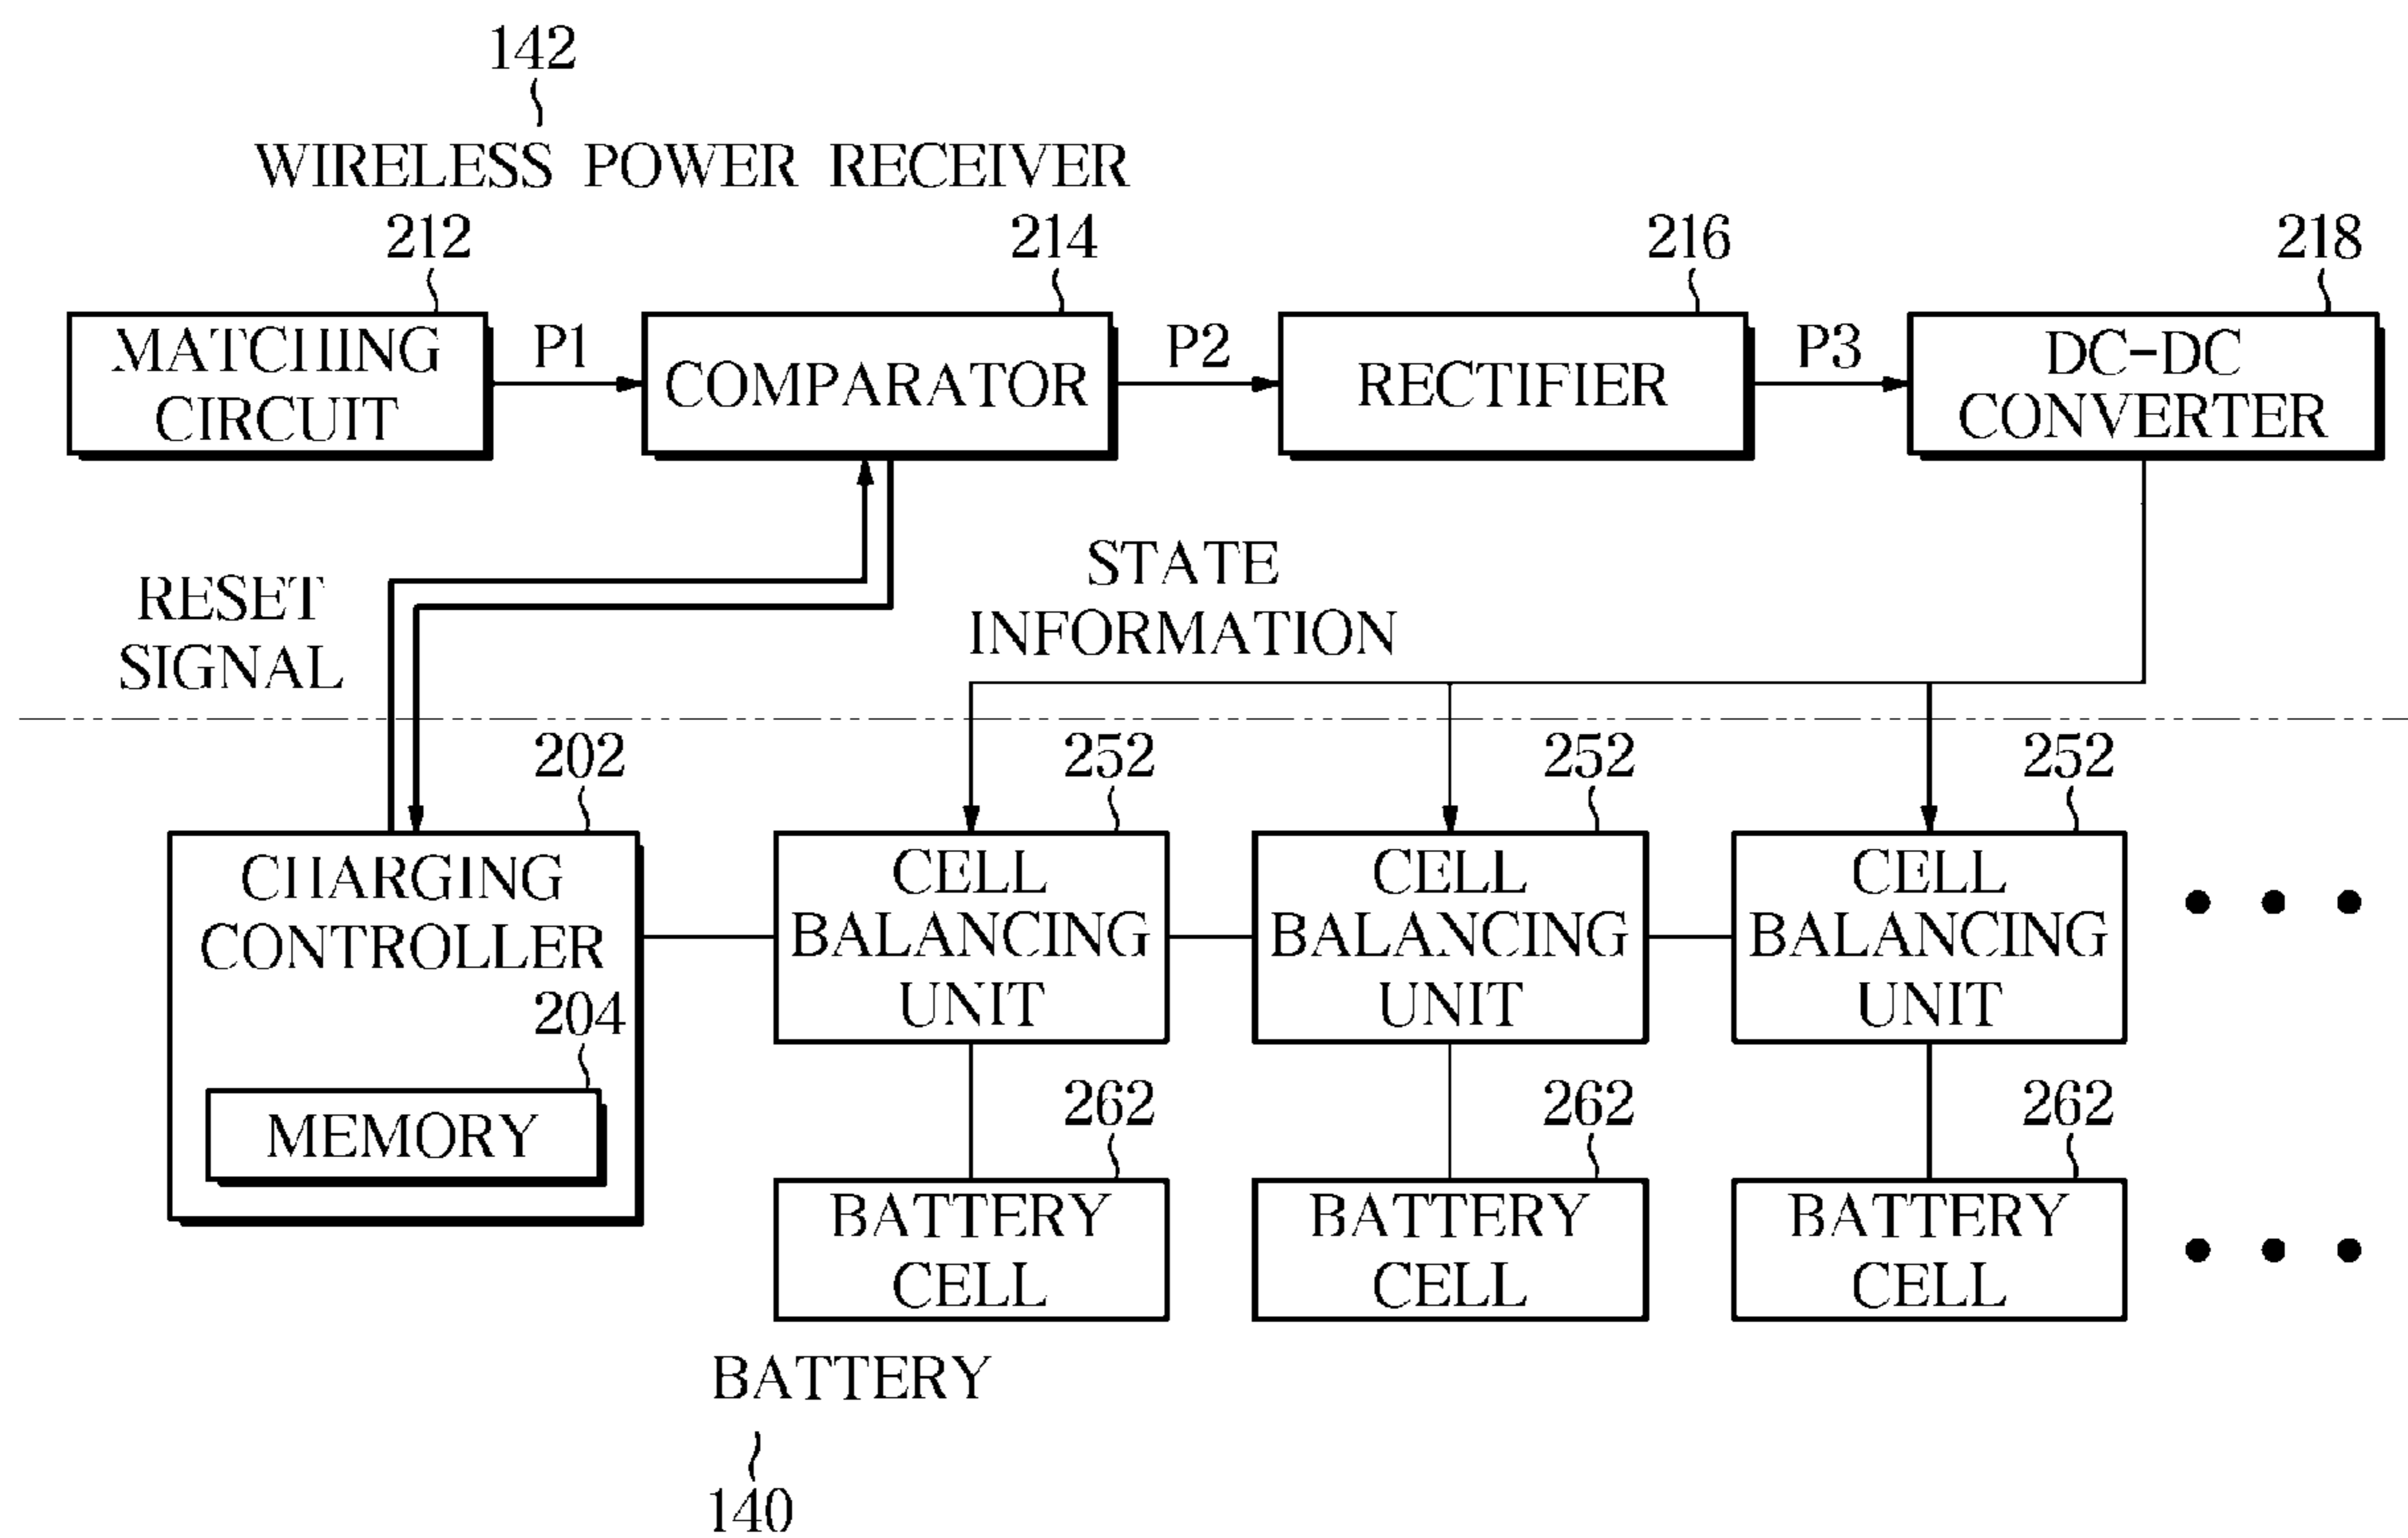 142
WIRELESS POWER RECEIVER
212
214
216
218
MATCHING
CIRCUIT
P1
COMPARATOR
P2
RECTIFIER
P3
DC-DC
CONVERTER
RESET
SIGNAL
STATE
INFORMATION
202
252
252
252
CHARGING
CONTROLLER
204
MEMORY
CELL
BALANCING
UNIT
CELL
BALANCING
UNIT
CELL
BALANCING
UNIT
262
262
262
BATTERY
CELL
BATTERY
CELL
BATTERY
CELL
BATTERY
140